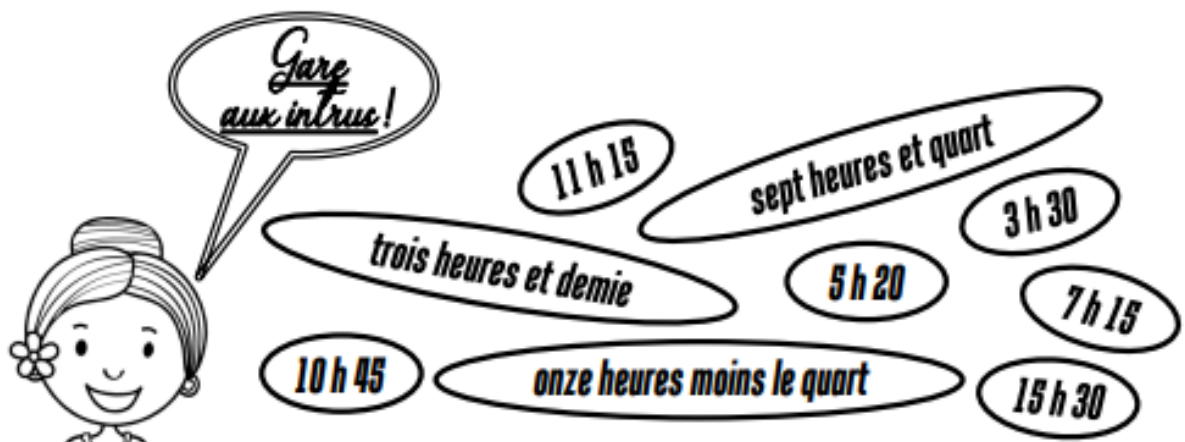 Gare
aux intrus !
11 h 15
sept heures et quart
3 h 30
trois heures et demie
5 h 20
7 h 15
10 h 45
onze heures moins le quart
15 h 30